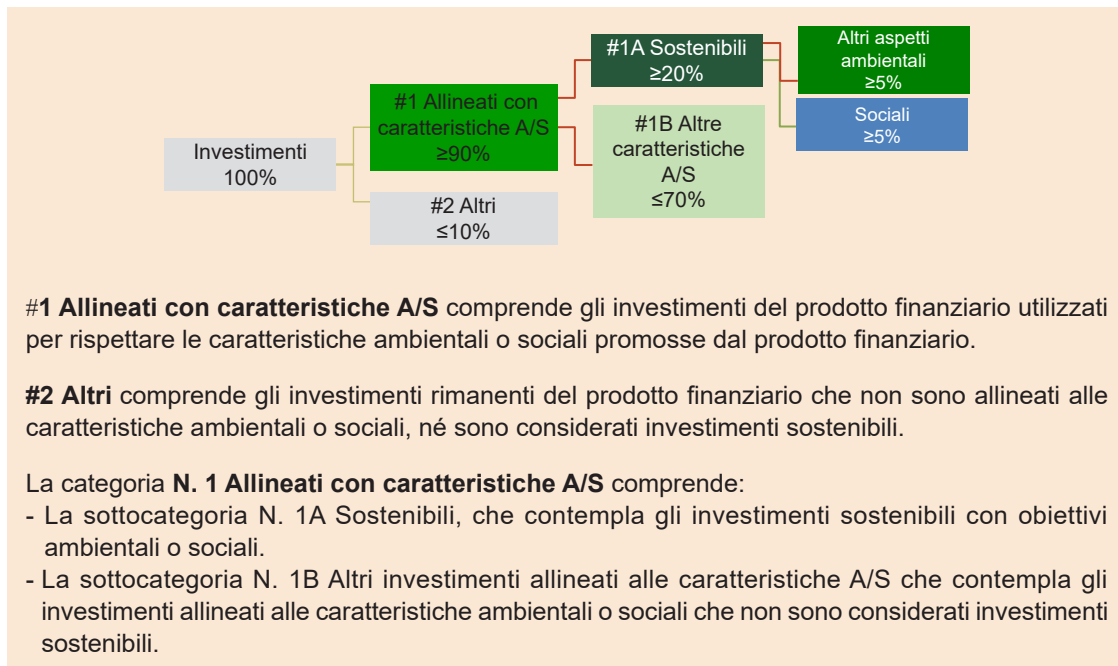 Investimenti
100%
#1 Allineati con
caratteristiche A/S
≥90%
#2 Altri
≤10%
#1A Sostenibili
≥20%
#1B Altre
caratteristiche
A/S
≤70%
Altri aspetti
ambientali
≥5%
Sociali
≥5%
#1 Allineati con caratteristiche A/S comprende gli investimenti del prodotto finanziario utilizzati
per rispettare le caratteristiche ambientali o sociali promosse dal prodotto finanziario.
#2 Altri comprende gli investimenti rimanenti del prodotto finanziario che non sono allineati alle
caratteristiche ambientali o sociali, né sono considerati investimenti sostenibili.
La categoria N. 1 Allineati con caratteristiche A/S comprende:
- La sottocategoria N. 1A Sostenibili, che contempla gli investimenti sostenibili con obiettivi
ambientali o sociali.
- La sottocategoria N. 1B Altri investimenti allineati alle caratteristiche A/S che contempla gli
investimenti allineati alle caratteristiche ambientali o sociali che non sono considerati investimenti
sostenibili.